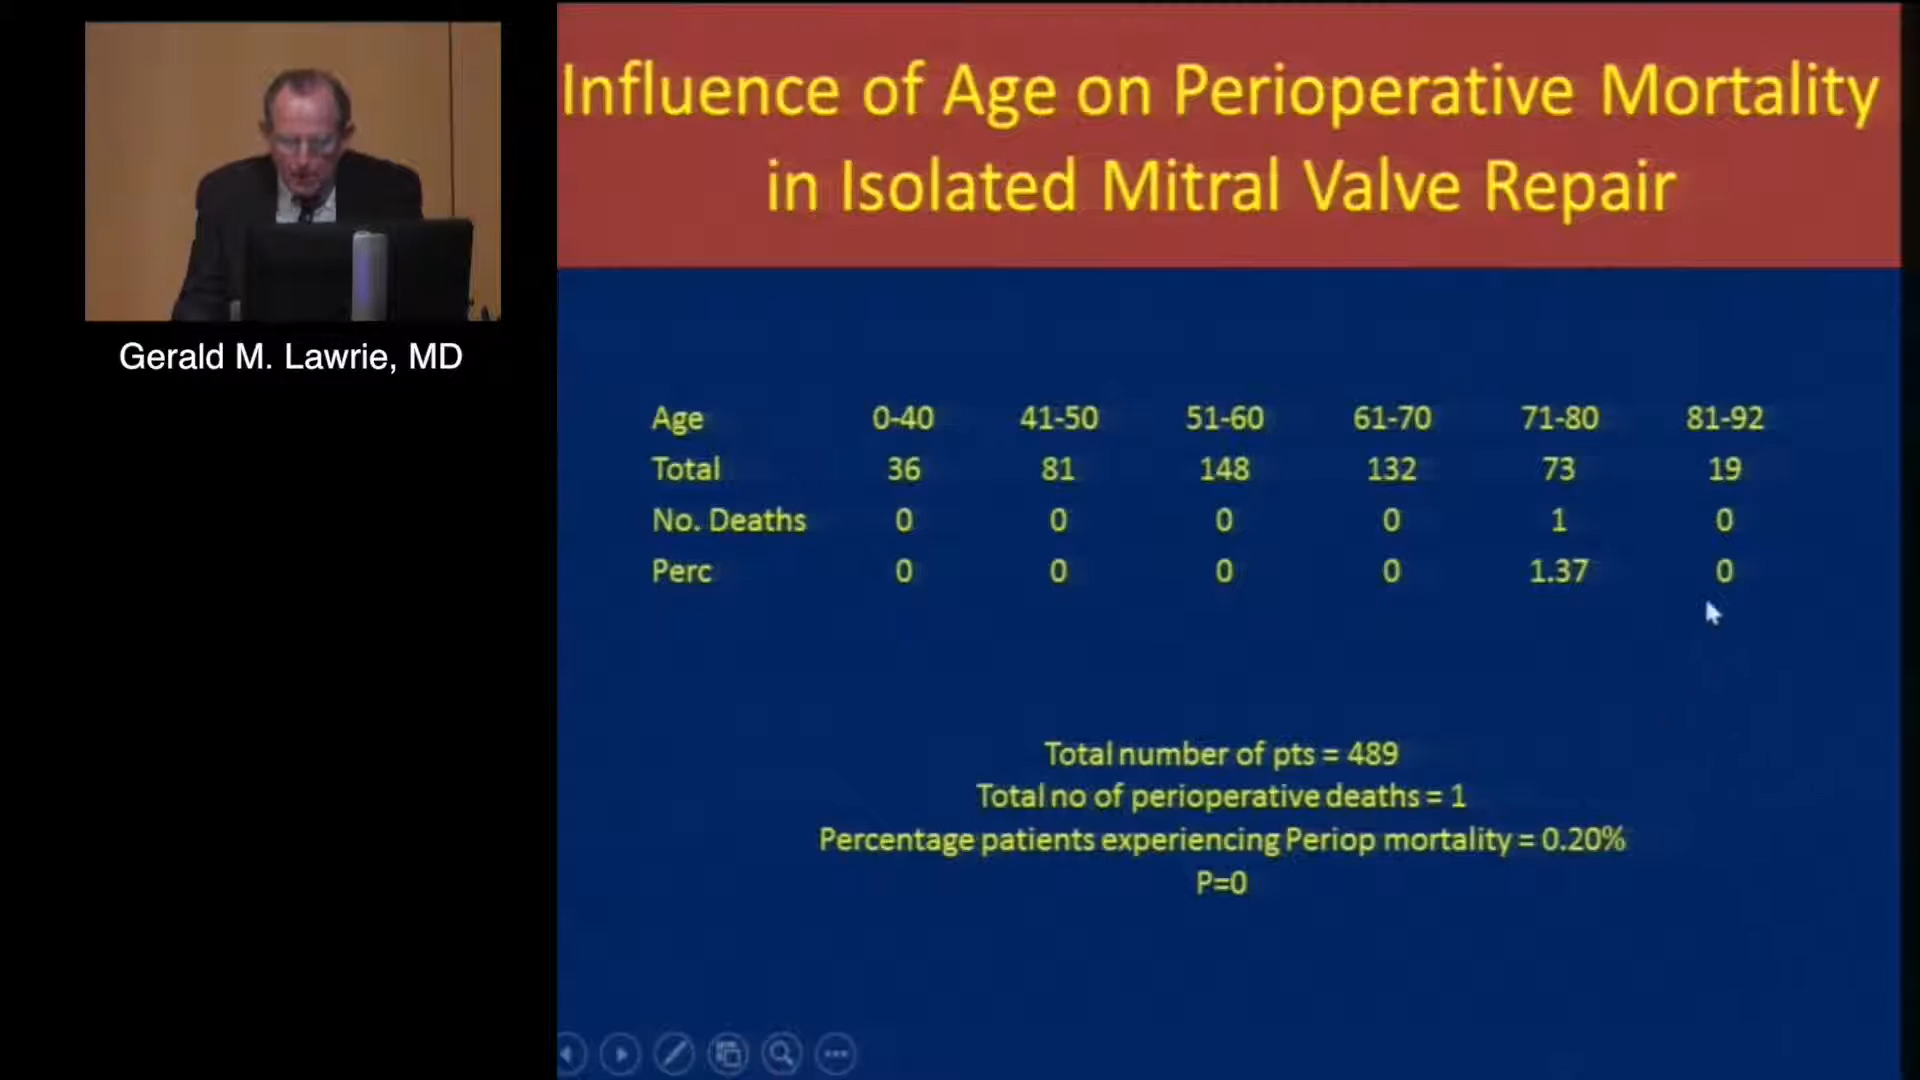 Influence of Age on Perioperative Mortality
in Isolated Mitral Valve Repair
Gerald M. Lawrie, MD
Age 0-40 41-50 51-60 61-70 71-80 81-92
Total 36 81 148 132 73 19
No. Deaths 0 0 0 0 1 0
Perc 0 0 0 0 1.37 0
Total number of pts = 489
Total no of perioperative deaths = 1
Percentage patients experiencing Periop mortality = 0.20%
P=0